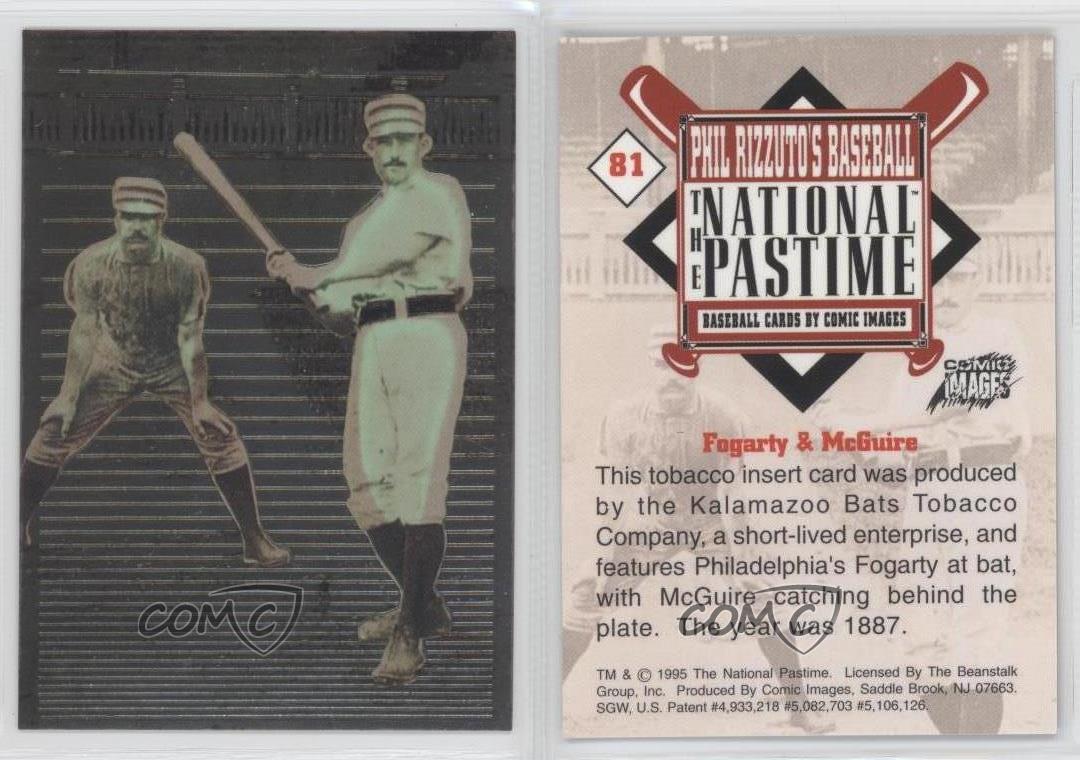 81
PHIL RIZZUTO'S BASEBALL
THE
NATIONAL™
PASTIME
BASEBALL CARDS BY COMIC IMAGES
COMIC
IMAGES
Fogarty & McGuire
This tobacco insert card was produced
by the Kalamazoo Bats Tobacco
Company, a short-lived enterprise, and
features Philadelphia's Fogarty at bat,
with McGuire catching behind the
plate. The year was 1887.
TM & © 1995 The National Pastime. Licensed By The Beanstalk
Group, Inc. Produced By Comic Images, Saddle Brook, NJ 07663.
SGW, U.S. Patent #4,933,218 #5,082,703 #5,106,126.
COMC
COMC